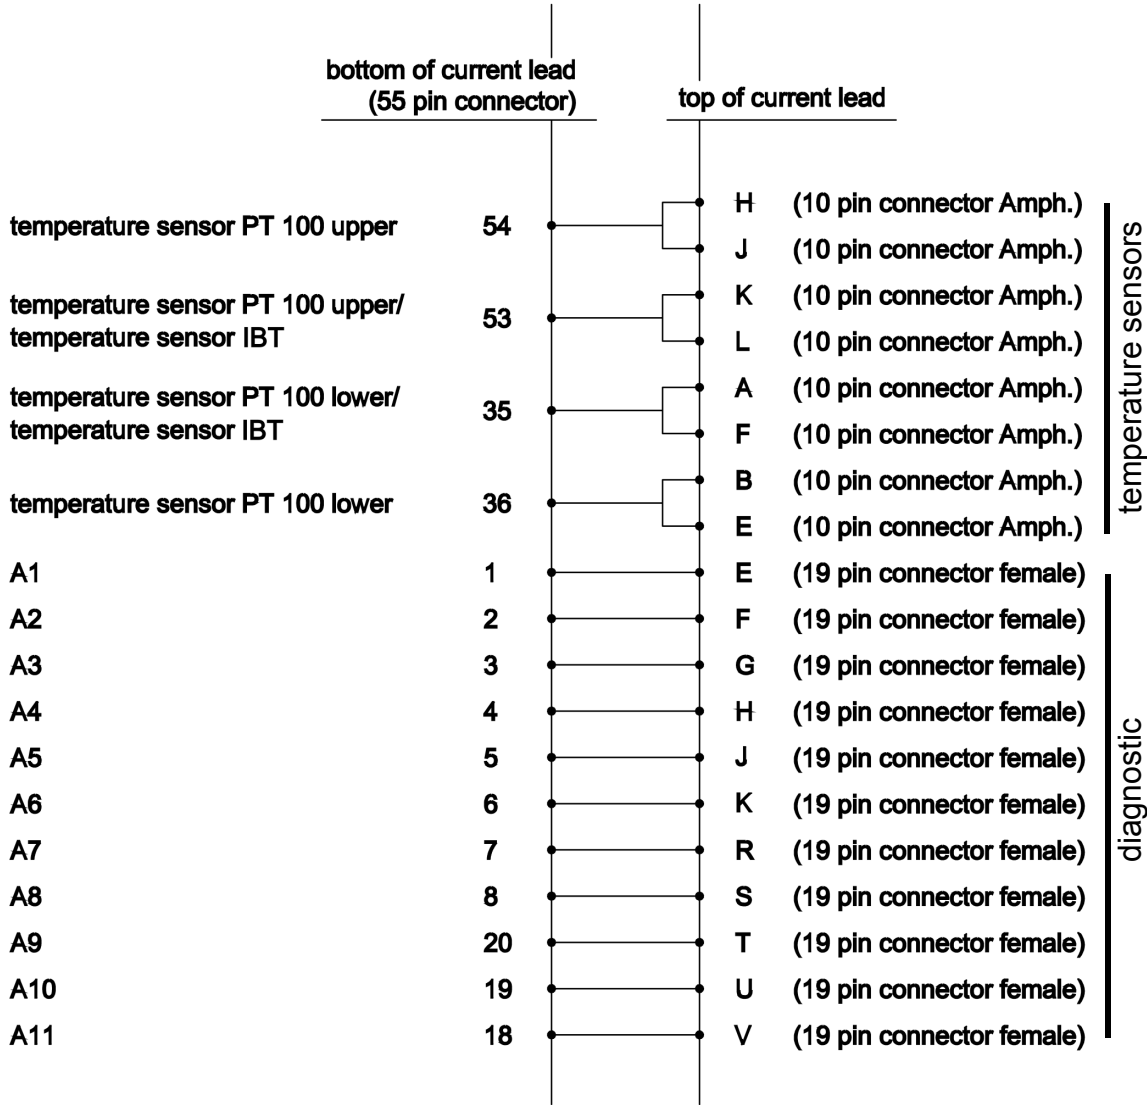 bottom of current lead
(55 pin connector)
top of current lead
H (10 pin connector Amph.)
temperature sensor PT 100 upper 54
J (10 pin connector Amph.)
K (10 pin connector Amph.)
temperature sensor PT 100 upper/
temperature sensor IBT 53
L (10 pin connector Amph.)
A (10 pin connector Amph.)
temperature sensor PT 100 lower/
temperature sensor IBT 35
F (10 pin connector Amph.)
B (10 pin connector Amph.)
temperature sensor PT 100 lower 36
E (10 pin connector Amph.)
temperature sensors
A1 1 E (19 pin connector female)
A2 2 F (19 pin connector female)
A3 3 G (19 pin connector female)
A4 4 H (19 pin connector female)
A5 5 J (19 pin connector female)
A6 6 K (19 pin connector female)
A7 7 R (19 pin connector female)
A8 8 S (19 pin connector female)
A9 20 T (19 pin connector female)
A10 19 U (19 pin connector female)
A11 18 V (19 pin connector female)
diagnostic